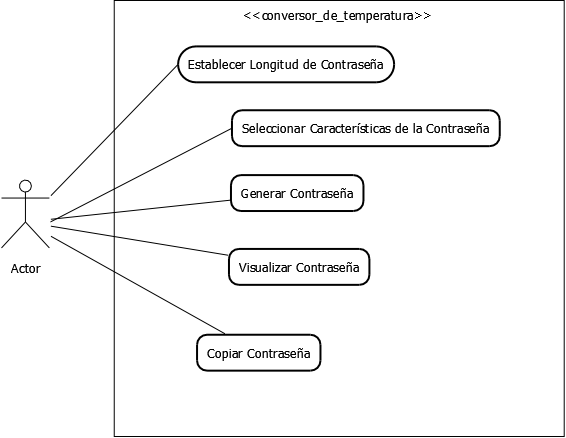 <<conversor_de_temperatura>>
Establecer Longitud de Contraseña
Seleccionar Características de la Contraseña
Generar Contraseña
Actor
Visualizar Contraseña
Copiar Contraseña